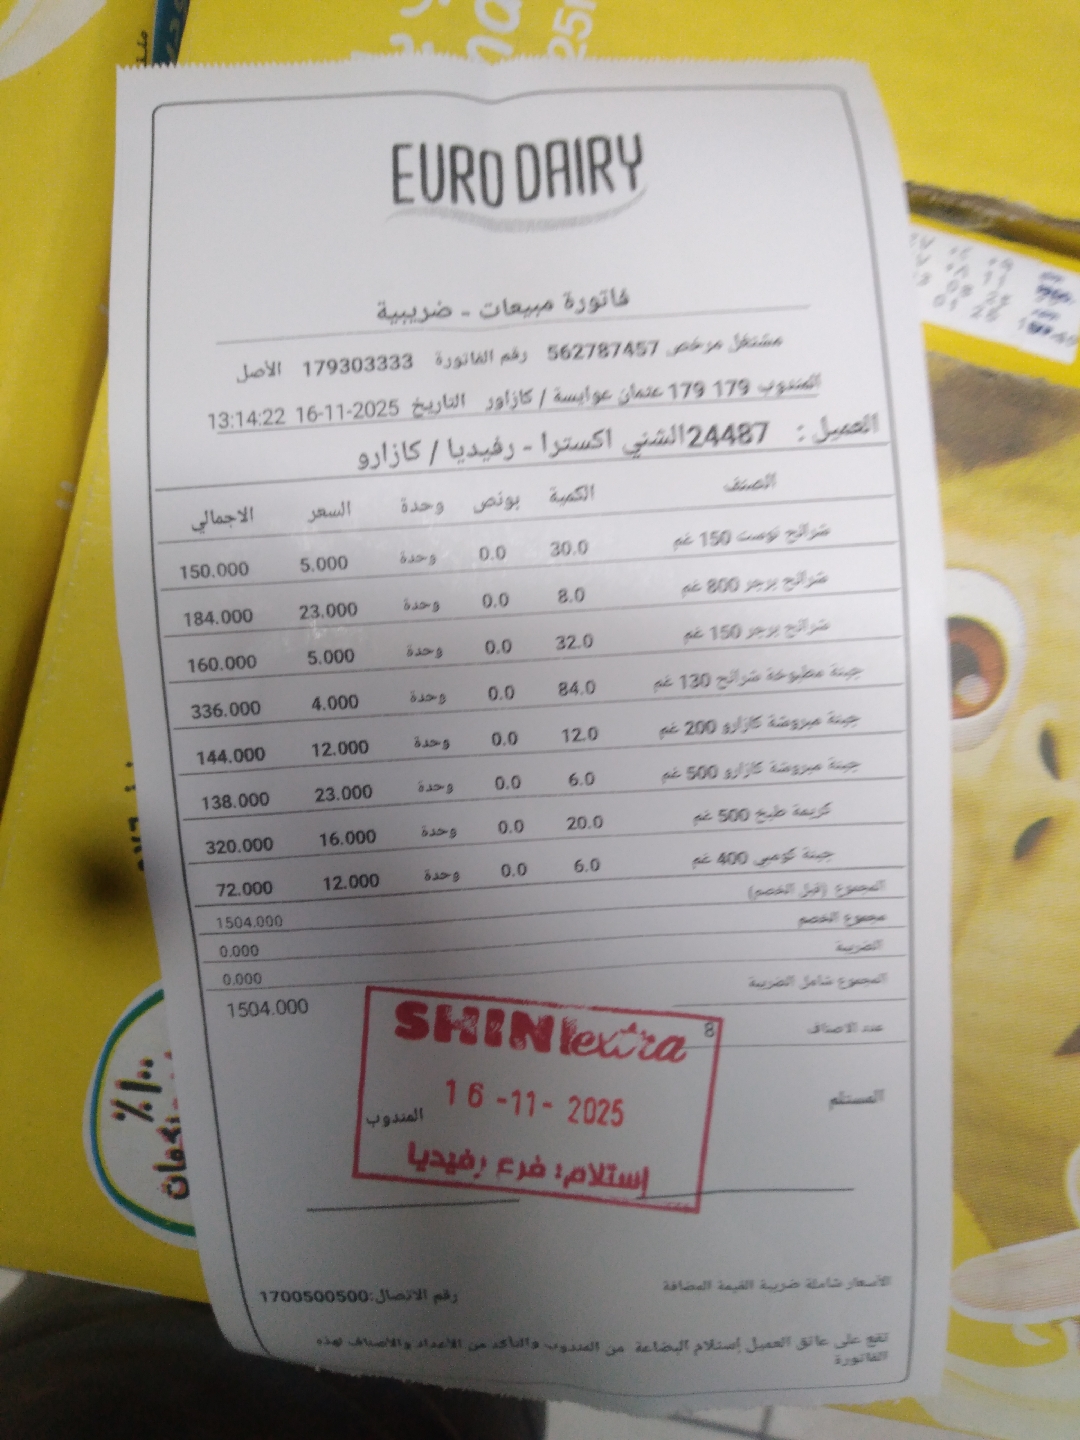 EURO DAIRY
فاتورة مبيعات - ضريبية
مشتغل مرخص 562787457 رقم الفاتورة 179303333 الأصل
المندوب 179 179 عثمان عوايسة / كازاور التاريخ 16-11-2025 13:14:22
العميل : 24487الشني اكسترا - رفيديا / كازارو
الصنف الكمية بونص وحدة السعر الاجمالي
شرائح توست 150 غم 30.0 0.0 وحدة 5.000 150.000
شرائح برجر 800 غم 8.0 0.0 وحدة 23.000 184.000
شرائح برجر 150 غم 32.0 0.0 وحدة 5.000 160.000
جبنة مطبوخة شرائح 130 غم 84.0 0.0 وحدة 4.000 336.000
جبنة مبروشة كازارو 200 غم 12.0 0.0 وحدة 12.000 144.000
جبنة مبروشة كازارو 500 غم 6.0 0.0 وحدة 23.000 138.000
كريمة طبخ 500 غم 20.0 0.0 وحدة 16.000 320.000
جبنة 400 غم 6.0 0.0 وحدة 12.000 72.000
المجموع (قبل الخصم) 1504.000
مجموع الخصم 0.000
الضريبة 0.000
المجموع شامل الضريبة 1504.000
عدد الاصناف 8
SHINI extra
16 -11- 2025
إستلام: فرع رفيديا
المستلم المندوب
الأسعار شاملة ضريبة القيمة المضافة رقم الاتصال:1700500500
تقع على عاتق العميل إستلام البضاعة من المندوب والتأكد من الأعداد والأصناف لهذه
الفاتورة
٪١٠٠